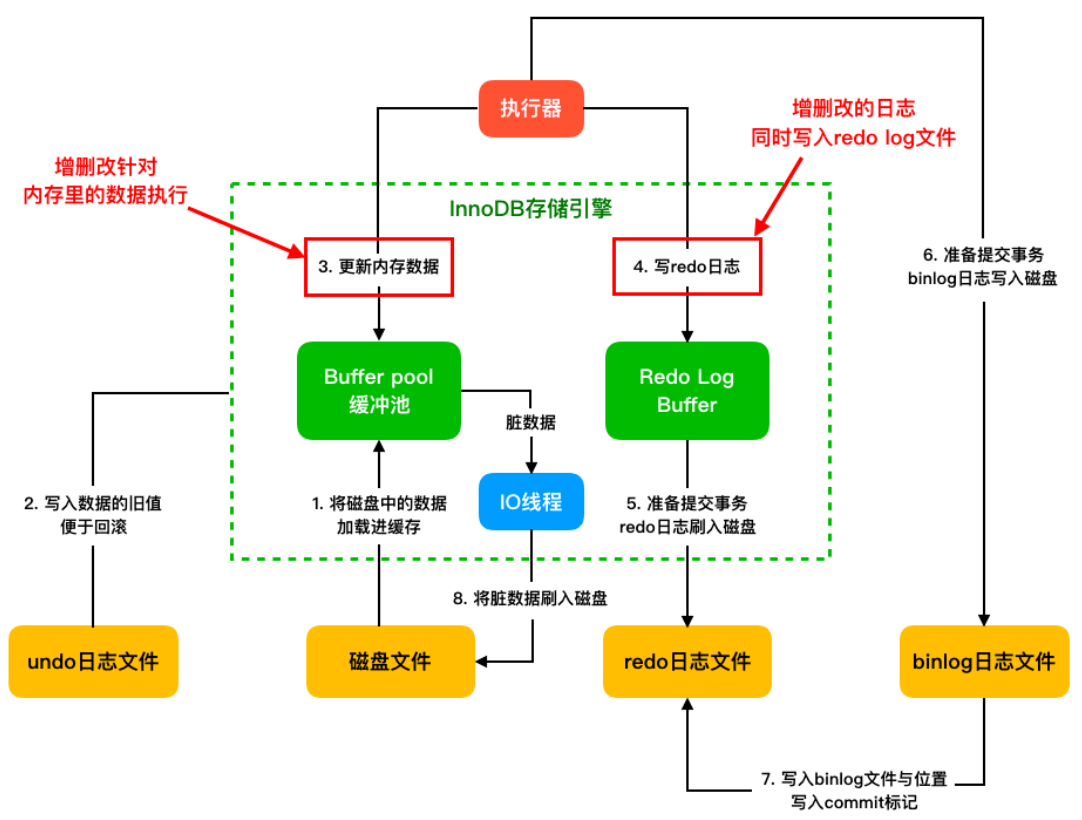 执行器
增删改的日志
同时写入redo log文件
增删改针对
内存里的数据执行
InnoDB存储引擎
3. 更新内存数据
4. 写redo日志
6. 准备提交事务
binlog日志写入磁盘
Buffer pool
缓冲池
Redo Log
Buffer
脏数据
IO线程
2. 写入数据的旧值
便于回滚
1. 将磁盘中的数据
加载进缓存
5. 准备提交事务
redo日志刷入磁盘
8. 将脏数据刷入磁盘
undo日志文件
磁盘文件
redo日志文件
binlog日志文件
7. 写入binlog文件与位置
写入commit标记